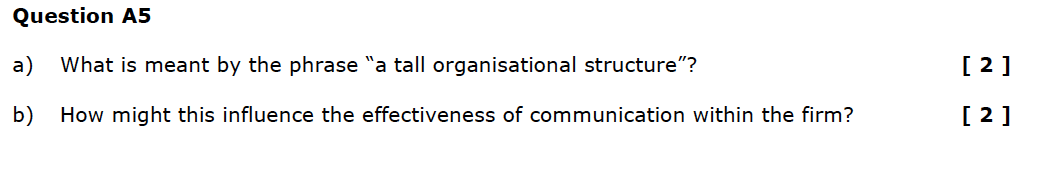 Question A5
a) What is meant by the phrase “a tall organisational structure”? [ 2 ]
b) How might this influence the effectiveness of communication within the firm? [ 2 ]